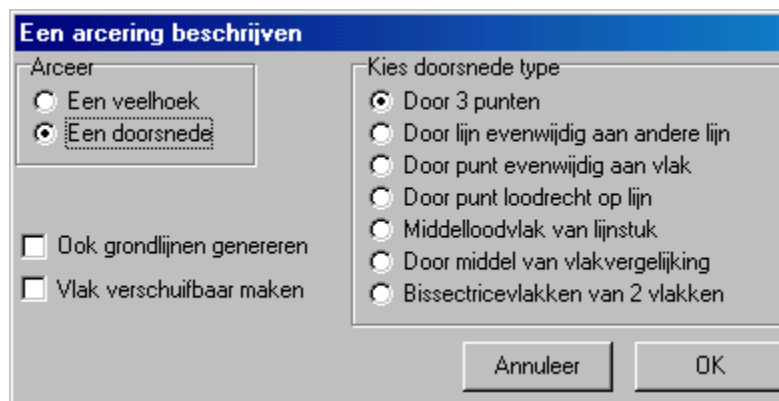 Een arcering beschrijven
Arceer
Een veelhoek
Een doorsnede
Ook grondlijnen genereren
Vlak verschuifbaar maken
Kies doorsnede type
Door 3 punten
Door lijn evenwijdig aan andere lijn
Door punt evenwijdig aan vlak
Door punt loodrecht op lijn
Middelloodvlak van lijnstuk
Door middel van vlakvergelijking
Bissectricevlakken van 2 vlakken
Annuleer
OK